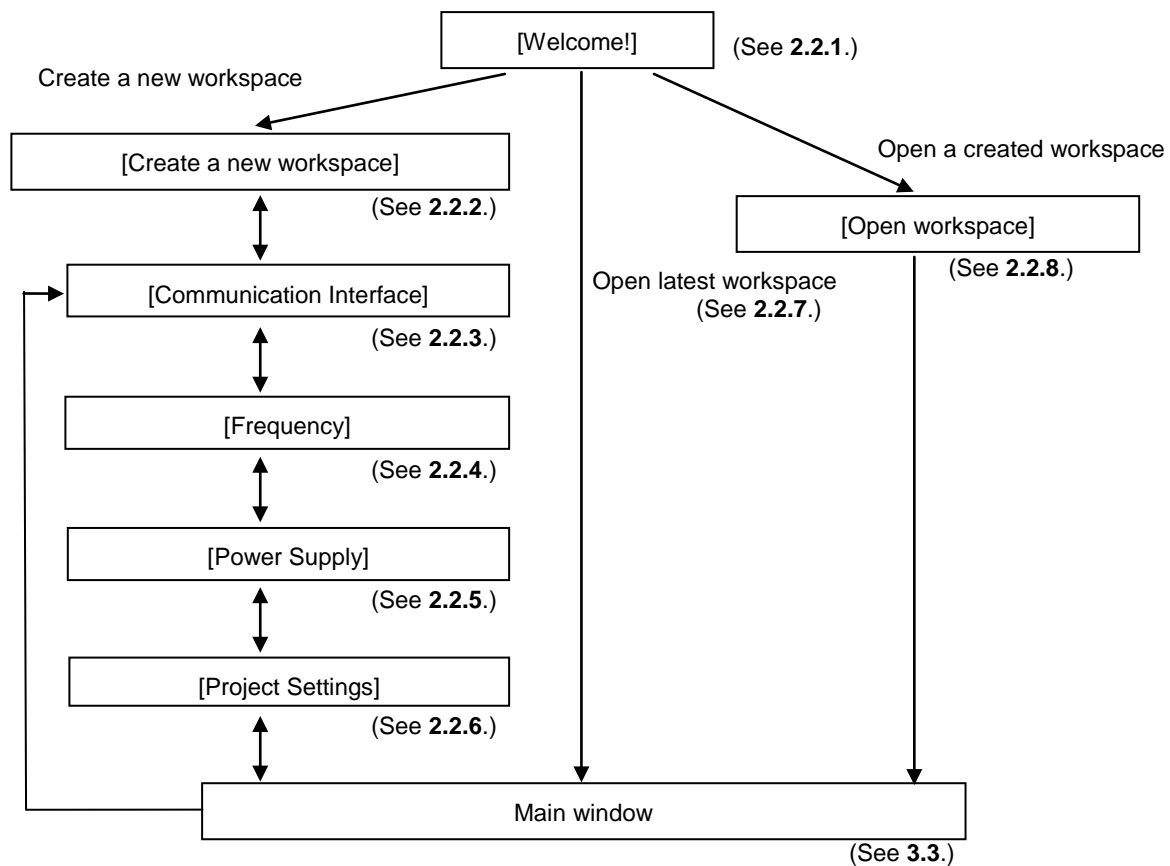 [Welcome!]
(See 2.2.1.)
Create a new workspace
[Create a new workspace]
(See 2.2.2.)
Open a created workspace
[Open workspace]
(See 2.2.8.)
Open latest workspace
(See 2.2.7.)
[Communication Interface]
(See 2.2.3.)
[Frequency]
(See 2.2.4.)
[Power Supply]
(See 2.2.5.)
[Project Settings]
(See 2.2.6.)
Main window
(See 3.3.)